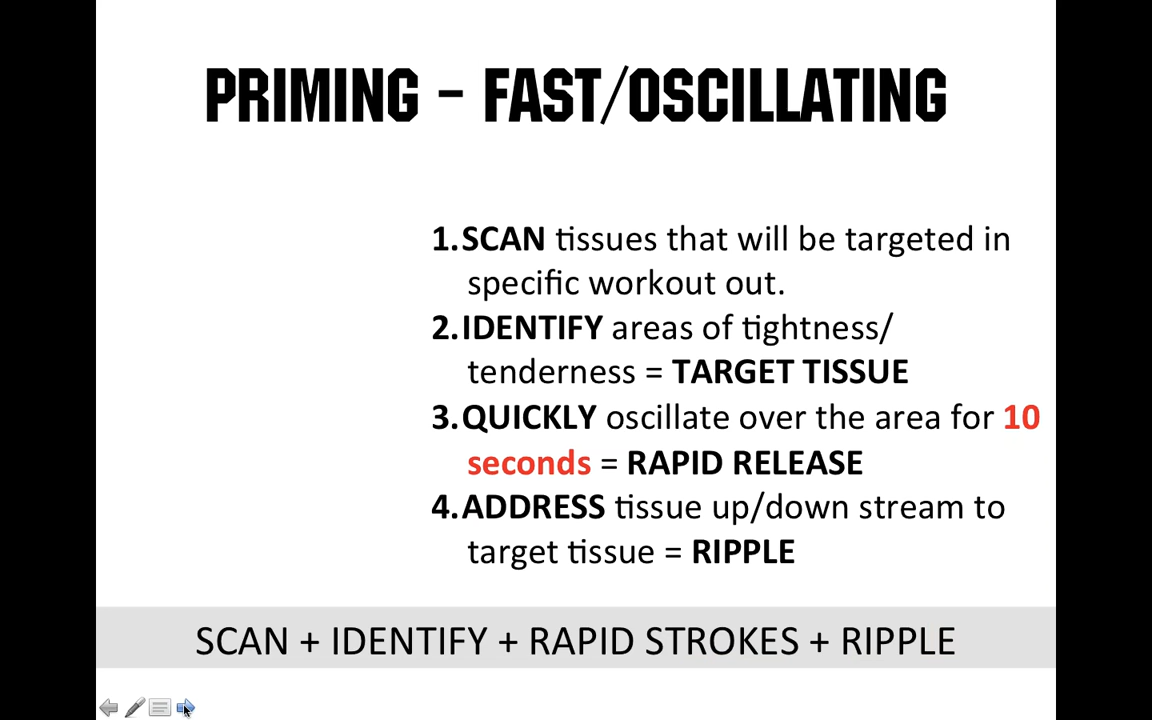 PRIMING - FAST/OSCILLATING
1.SCAN tissues that will be targeted in
specific workout out.
2.IDENTIFY areas of tightness/
tenderness = TARGET TISSUE
3.QUICKLY oscillate over the area for 10
seconds = RAPID RELEASE
4.ADDRESS tissue up/down stream to
target tissue = RIPPLE
SCAN + IDENTIFY + RAPID STROKES + RIPPLE